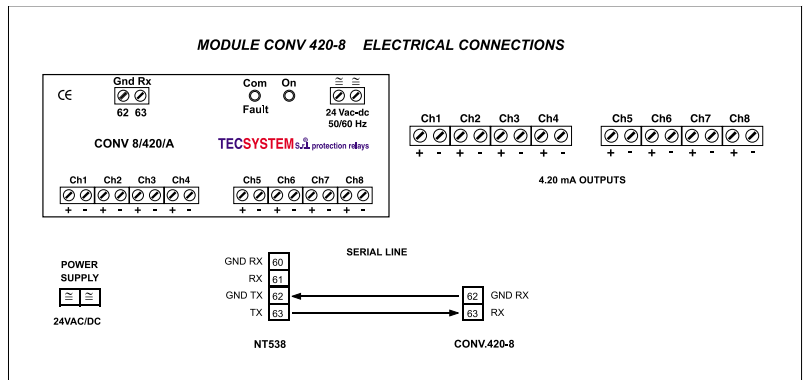 MODULE CONV 420-8 ELECTRICAL CONNECTIONS
CE
Gnd Rx
62 63
Com
Fault
On
≅ ≅
24 Vac-dc
50/60 Hz
CONV 8/420/A
TECSYSTEM S.r.l. protection relays
Ch1 Ch2 Ch3 Ch4
+ - + - + - + -
Ch5 Ch6 Ch7 Ch8
+ - + - + - + -
Ch1 Ch2 Ch3 Ch4
+ - + - + - + -
Ch5 Ch6 Ch7 Ch8
+ - + - + - + -
4.20 mA OUTPUTS
POWER
SUPPLY
≅ ≅
24VAC/DC
SERIAL LINE
GND RX 60
RX 61
GND TX 62
TX 63
NT538
62 GND RX
63 RX
CONV.420-8